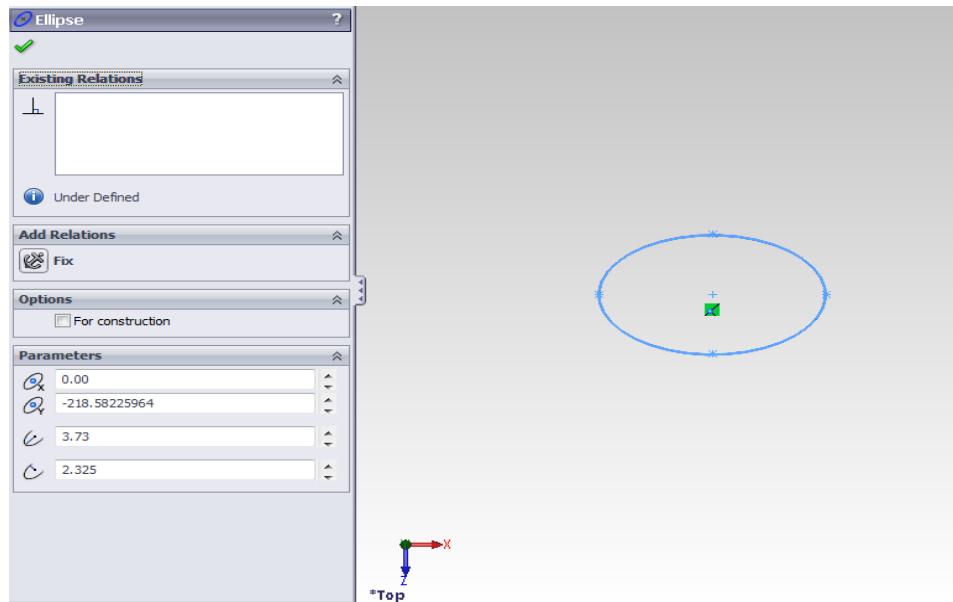 Ellipse ?
Existing Relations
Under Defined
Add Relations
Fix
Options
For construction
Parameters
X 0.00
Y -218.58225964
3.73
2.325
X
Z
*Top